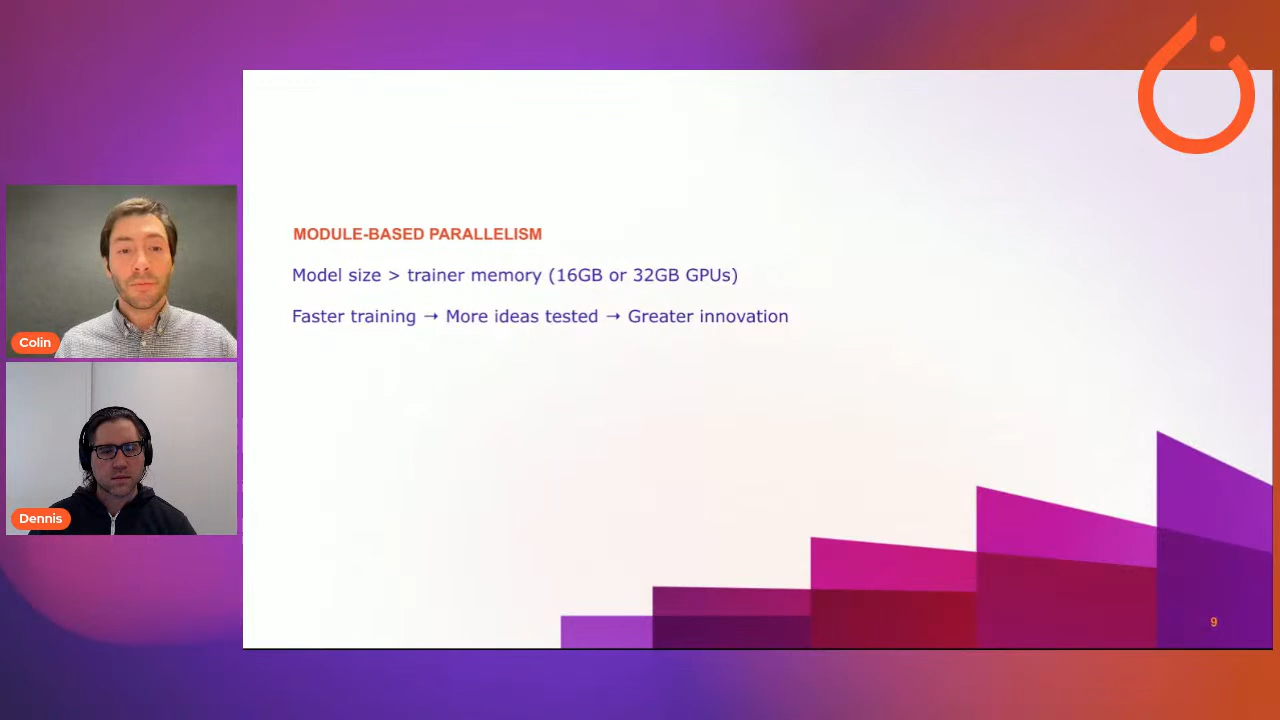 MODULE-BASED PARALLELISM
Model size > trainer memory (16GB or 32GB GPUs)
Faster training → More ideas tested → Greater innovation
Colin
Dennis
9